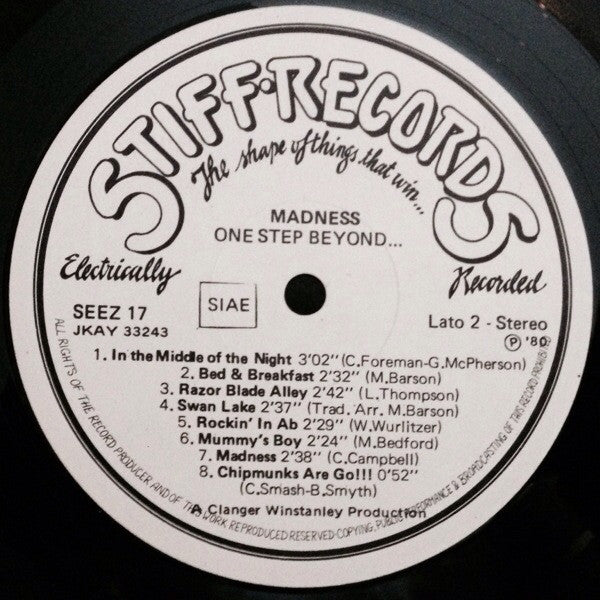 STIFF·RECORDS
The shape of things that win...
MADNESS
ONE STEP BEYOND...
Electrically
Recorded
SEEZ 17
JKAY 33243
SIAE
Lato 2 - Stereo
℗ '80
1. In the Middle of the Night 3'02'' (C.Foreman-G.McPherson)
2. Bed & Breakfast 2'32'' (M.Barson)
3. Razor Blade Alley 2'42'' (L.Thompson)
4. Swan Lake 2'37'' (Trad. Arr. M.Barson)
5. Rockin' in Ab 2'29'' (W.Wurlitzer)
6. Mummy's Boy 2'24'' (M.Bedford)
7. Madness 2'38'' (C.Campbell)
8. Chipmunks Are Go!!! 0'52''
(C.Smash-B.Smyth)
A Clanger Winstanley Production
ALL RIGHTS OF THE RECORD PRODUCER AND OF THIS WORK REPRODUCED RESERVED-COPYING, PUBLIC PERFORMANCE & BROADCASTING OF THIS RECORD PROHIBITED